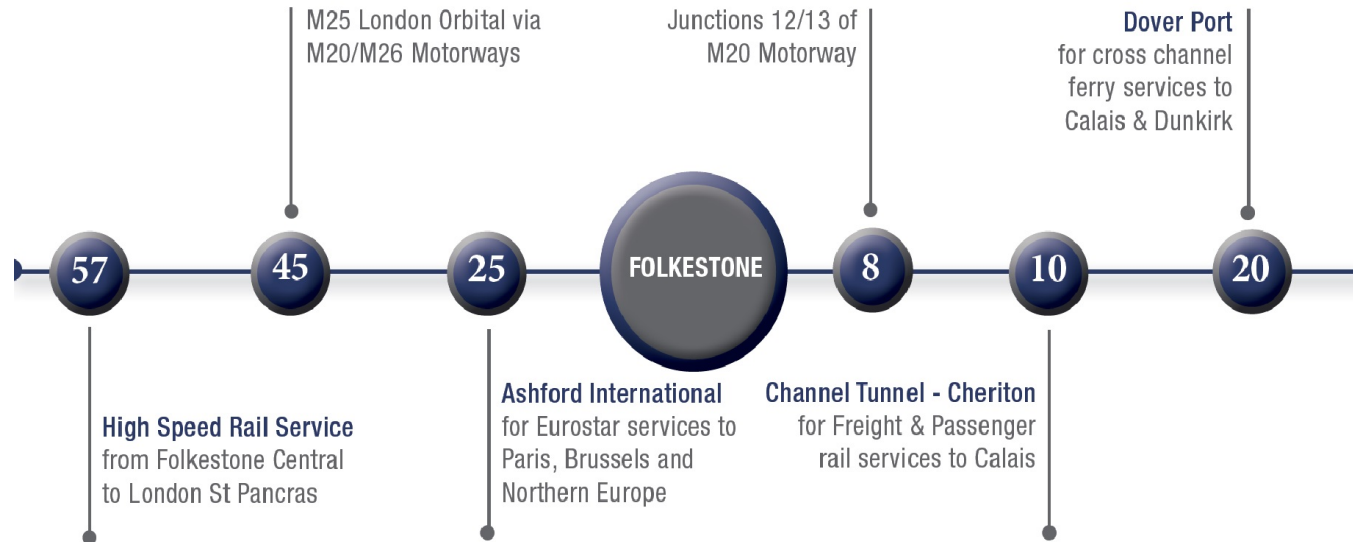 M25 London Orbital via
M20/M26 Motorways
Junctions 12/13 of
M20 Motorway
Dover Port
for cross channel
ferry services to
Calais & Dunkirk
57
45
25
FOLKESTONE
8
10
20
High Speed Rail Service
from Folkestone Central
to London St Pancras
Ashford International
for Eurostar services to
Paris, Brussels and
Northern Europe
Channel Tunnel - Cheriton
for Freight & Passenger
rail services to Calais